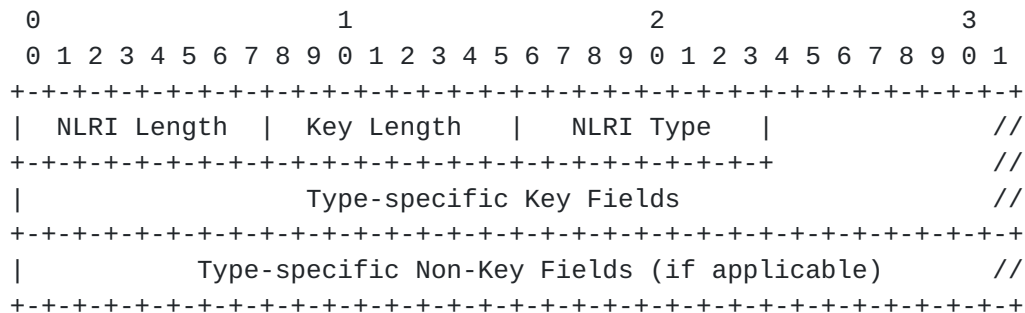 0                   1                   2                   3
 0 1 2 3 4 5 6 7 8 9 0 1 2 3 4 5 6 7 8 9 0 1 2 3 4 5 6 7 8 9 0 1
+-+-+-+-+-+-+-+-+-+-+-+-+-+-+-+-+-+-+-+-+-+-+-+-+-+-+-+-+-+-+-+-+
|  NLRI Length  |  Key Length   |   NLRI Type   |              //
+-+-+-+-+-+-+-+-+-+-+-+-+-+-+-+-+-+-+-+-+-+-+-+-+              //
|                  Type-specific Key Fields                    //
+-+-+-+-+-+-+-+-+-+-+-+-+-+-+-+-+-+-+-+-+-+-+-+-+-+-+-+-+-+-+-+-+
|           Type-specific Non-Key Fields (if applicable)       //
+-+-+-+-+-+-+-+-+-+-+-+-+-+-+-+-+-+-+-+-+-+-+-+-+-+-+-+-+-+-+-+-+